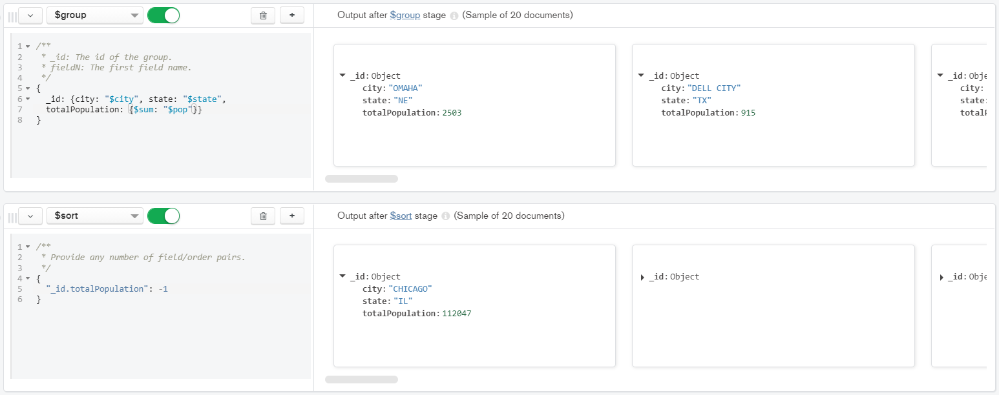 $group
Output after $group stage (Sample of 20 documents)
1 /**
2 * _id: The id of the group.
3 * fieldN: The first field name.
4 */
5 {
6 _id: {city: "$city", state: "$state",
7 totalPopulation: {$sum: "$pop"}}
8 }
_id: Object
city: "OMAHA"
state: "NE"
totalPopulation: 2503
_id: Object
city: "DELL CITY"
state: "TX"
totalPopulation: 915
_id: Obje
city:
state:
totalP
$sort
Output after $sort stage (Sample of 20 documents)
1 /**
2 * Provide any number of field/order pairs.
3 */
4 {
5 "_id.totalPopulation": -1
6 }
_id: Object
city: "CHICAGO"
state: "IL"
totalPopulation: 112047
_id: Object
_id: Obje